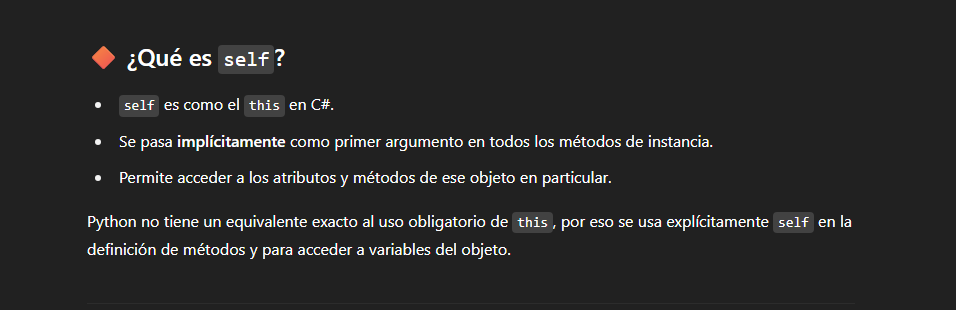 ¿Qué es self?
self es como el this en C#.
Se pasa implícitamente como primer argumento en todos los métodos de instancia.
Permite acceder a los atributos y métodos de ese objeto en particular.
Python no tiene un equivalente exacto al uso obligatorio de this, por eso se usa explícitamente self en la
definición de métodos y para acceder a variables del objeto.